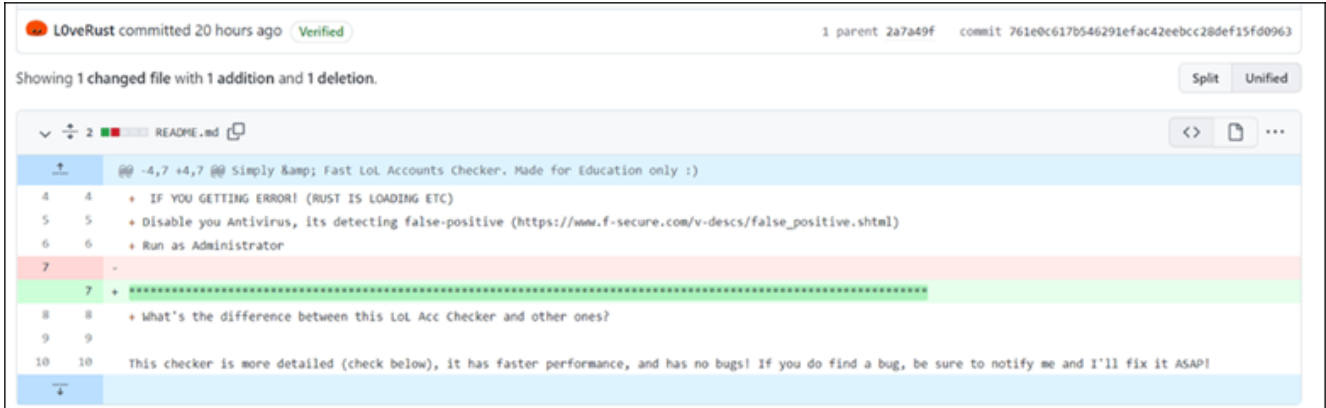 L0veRust committed 20 hours ago Verified 1 parent 2a7a49f commit 761e0c617b546291efac42eebcc28def15fd0963
Showing 1 changed file with 1 addition and 1 deletion. Split Unified
2 README.md
@@ -4,7 +4,7 @@ Simply &amp; Fast LoL Accounts Checker. Made for Education only :)
4 4 + IF YOU GETTING ERROR! (RUST IS LOADING ETC)
5 5 + Disable you Antivirus, its detecting false-positive (https://www.f-secure.com/v-descs/false_positive.shtml)
6 6 + Run as Administrator
7 -
7 + *****************************************************************************************************************
8 8 + What's the difference between this LoL Acc Checker and other ones?
9 9
10 10 This checker is more detailed (check below), it has faster performance, and has no bugs! If you do find a bug, be sure to notify me and I'll fix it ASAP!